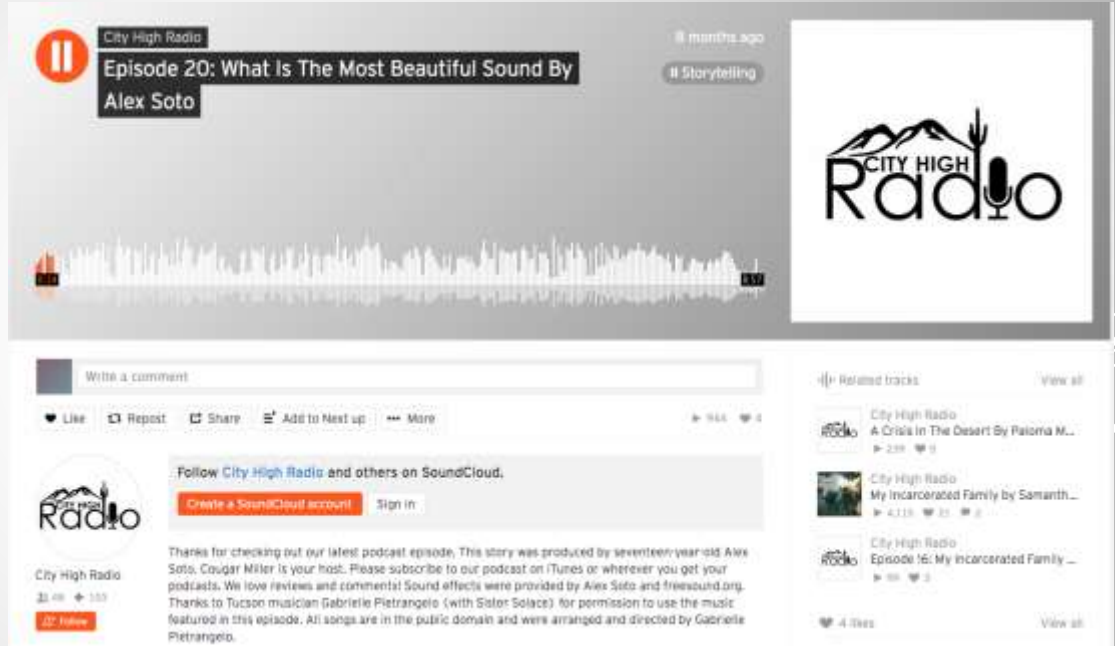 City High Radio
8 months ago
Episode 20: What Is The Most Beautiful Sound By
Alex Soto
# Storytelling
CITY HIGH
Radio
8:57
Write a comment
Like Repost Share Add to Next up More
Related tracks View all
City High Radio
A Crisis In The Desert By Paloma M...
City High Radio
My Incarcerated Family by Samanth...
City High Radio
Episode 16: My Incarcerated Family ...
4 likes View all
Follow City High Radio and others on SoundCloud.
Create a SoundCloud account Sign in
CITY HIGH
Radio
City High Radio
Follow
Thanks for checking out our latest podcast episode. This story was produced by seventeen-year-old Alex
Soto. Cougar Miller is your host. Please subscribe to our podcast on iTunes or wherever you get your
podcasts. We love reviews and comments! Sound effects were provided by Alex Soto and freesound.org.
Thanks to Tucson musician Gabrielle Pietrangelo (with Sister Solace) for permission to use the music
featured in this episode. All songs are in the public domain and were arranged and directed by Gabrielle
Pietrangelo.